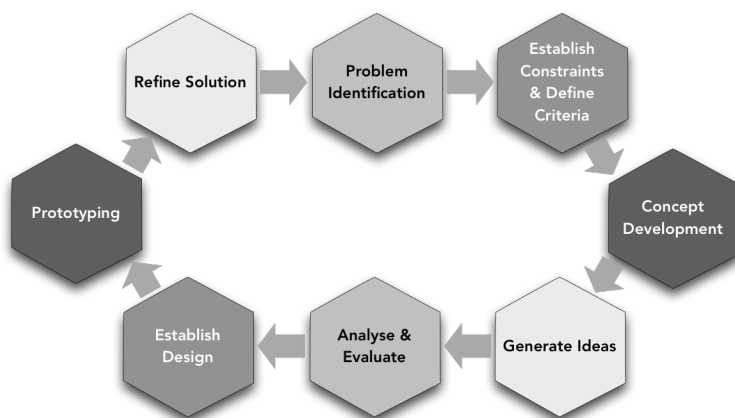 Refine Solution
Problem
Identification
Establish
Constraints
& Define
Criteria
Concept
Development
Generate Ideas
Analyse &
Evaluate
Establish
Design
Prototyping